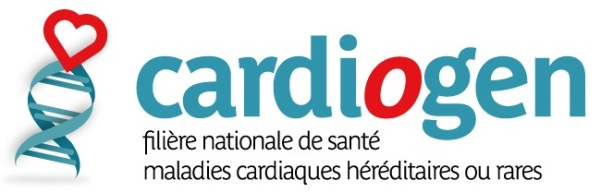 cardiogen
filière nationale de santé
maladies cardiaques héréditaires ou rares